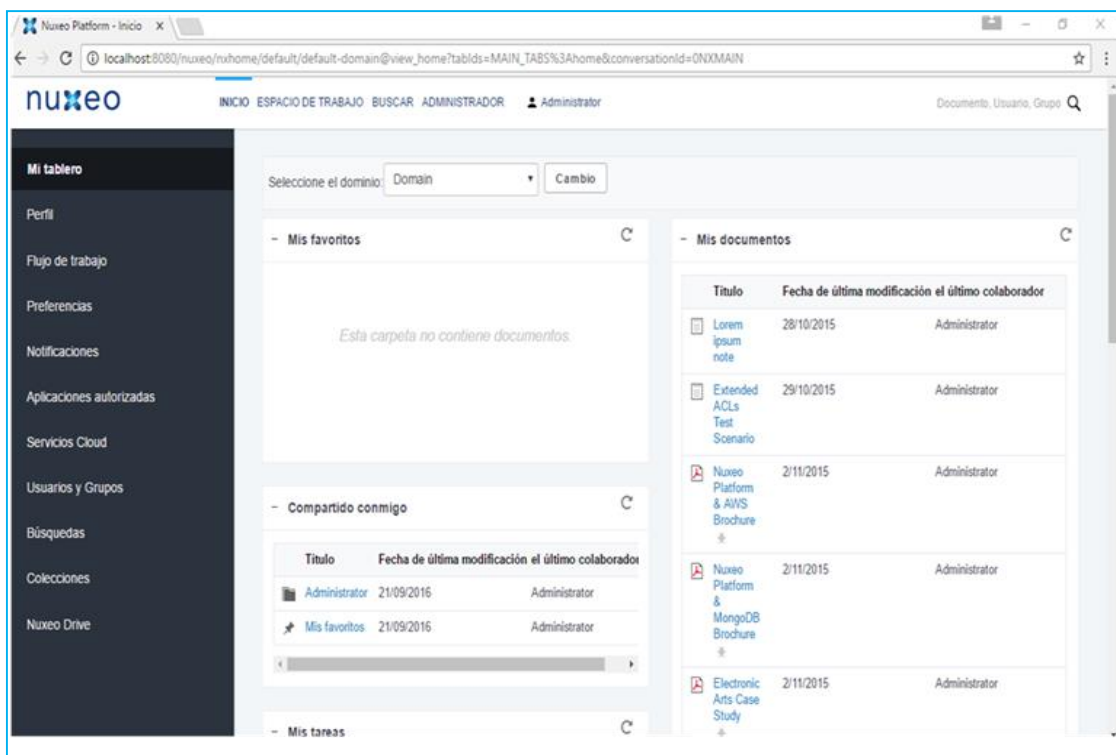 Nuxeo Platform - Inicio
localhost:8080/nuxeo/nxhome/default/default-domain@view_home?tabIds=MAIN_TABS%3Ahome&conversationId=0NXMAIN
nuxeo
INICIO ESPACIO DE TRABAJO BUSCAR ADMINISTRADOR Administrator
Documento, Usuario, Grupo
Mi tablero
Perfil
Flujo de trabajo
Preferencias
Notificaciones
Aplicaciones autorizadas
Servicios Cloud
Usuarios y Grupos
Búsquedas
Colecciones
Nuxeo Drive
Seleccione el dominio: Domain Cambio
− Mis favoritos
Esta carpeta no contiene documentos.
− Compartido conmigo
Título Fecha de última modificación el último colaborador
Administrator 21/09/2016 Administrator
Mis favoritos 21/09/2016 Administrator
− Mis tareas
− Mis documentos
Título Fecha de última modificación el último colaborador
Lorem 28/10/2015 Administrator
ipsum
note
Extended 29/10/2015 Administrator
ACLs
Test
Scenario
Nuxeo 2/11/2015 Administrator
Platform
& AWS
Brochure
Nuxeo 2/11/2015 Administrator
Platform
&
MongoDB
Brochure
Electronic 2/11/2015 Administrator
Arts Case
Study